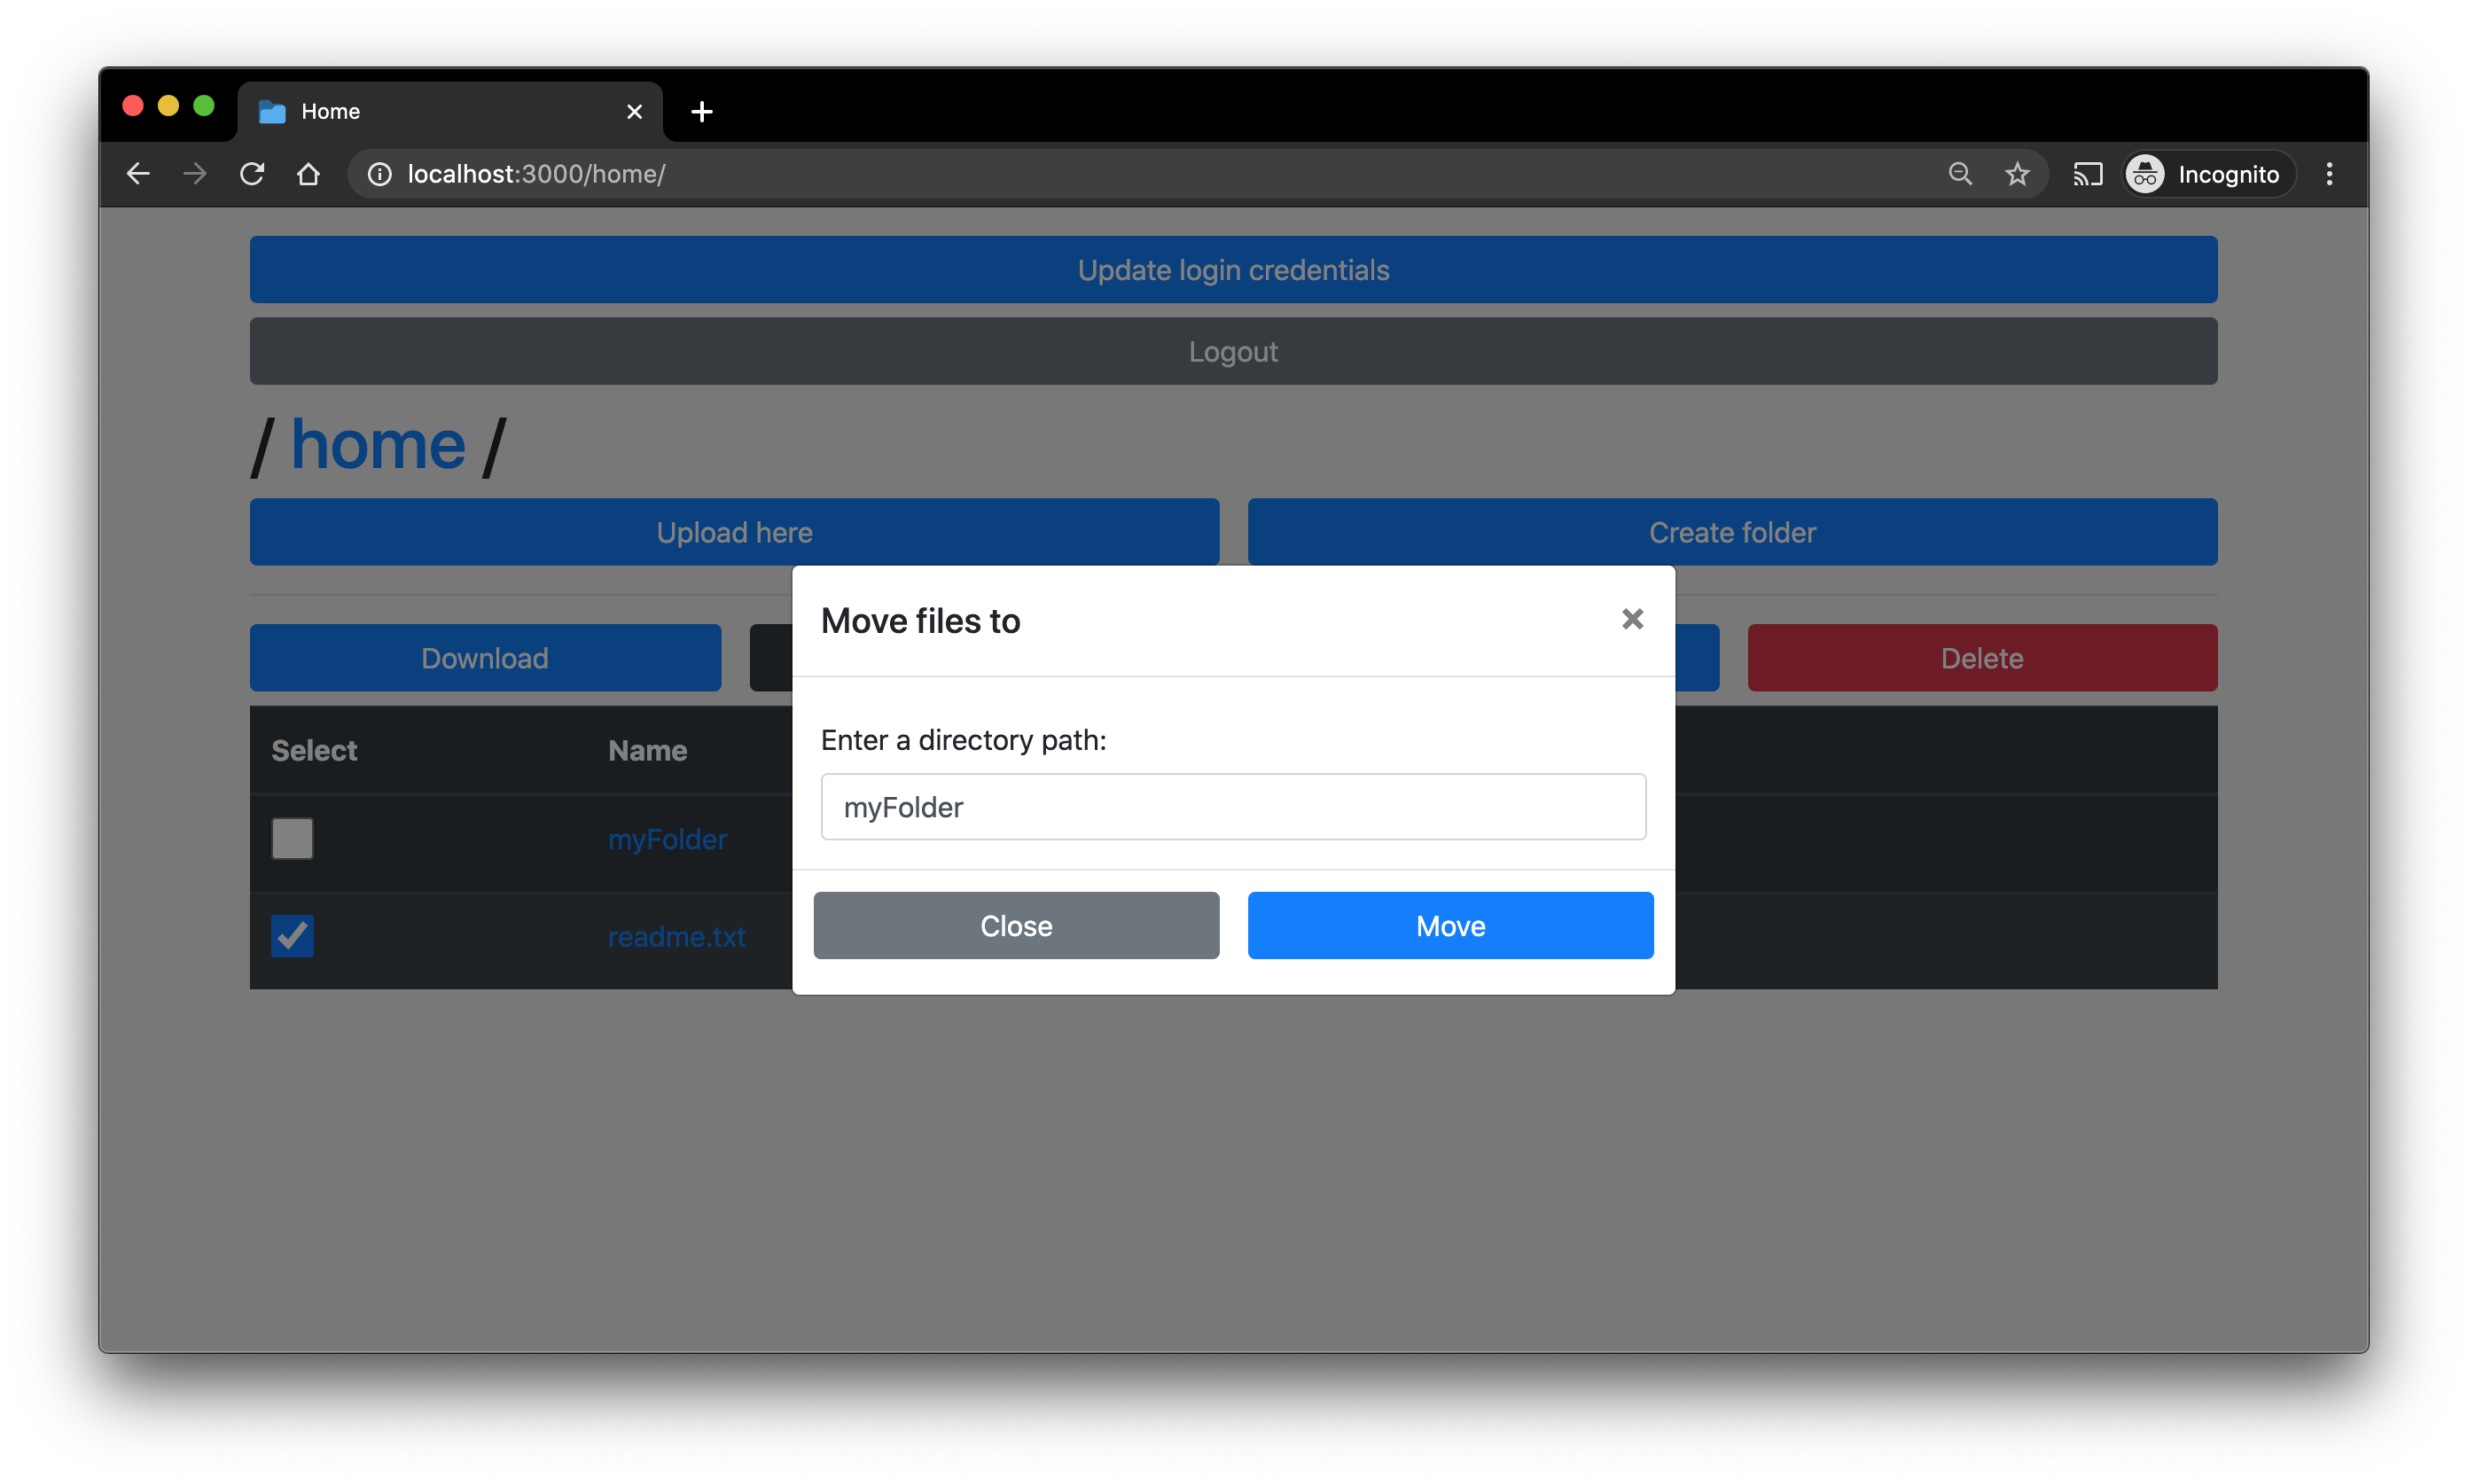 Home
localhost:3000/home/
Incognito
Update login credentials
Logout
/ home /
Upload here
Create folder
Move files to
Download
Delete
Enter a directory path:
Select
Name
myFolder
myFolder
readme.txt
Close
Move